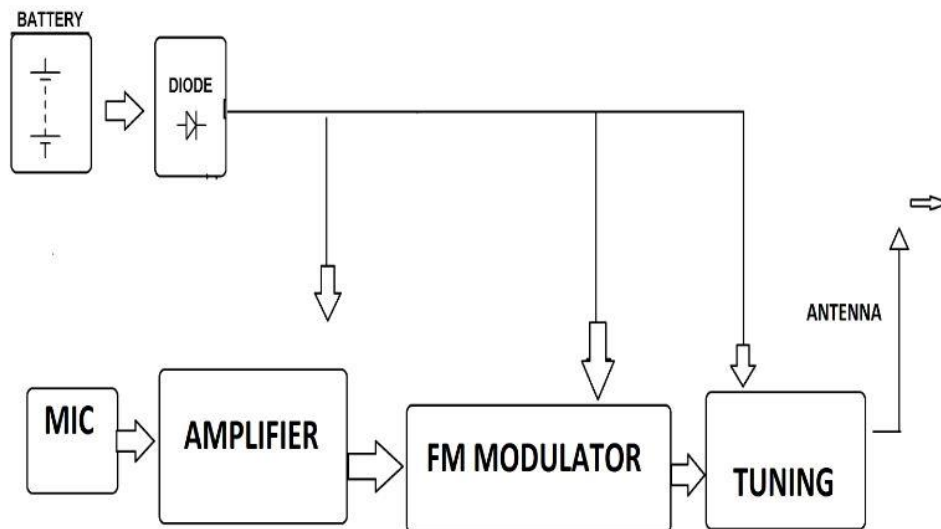 BATTERY
DIODE
ANTENNA
MIC
AMPLIFIER
FM MODULATOR
TUNING